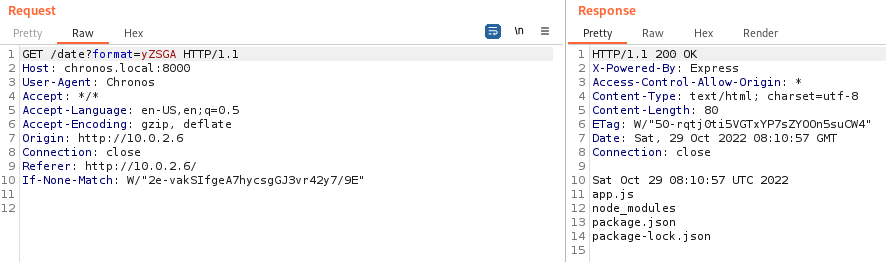 Request
Pretty Raw Hex \n
1 GET /date?format=yZSGA HTTP/1.1
2 Host: chronos.local:8000
3 User-Agent: Chronos
4 Accept: */*
5 Accept-Language: en-US,en;q=0.5
6 Accept-Encoding: gzip, deflate
7 Origin: http://10.0.2.6
8 Connection: close
9 Referer: http://10.0.2.6/
10 If-None-Match: W/"2e-vakSIfgeA7hycsgGJ3vr42y7/9E"
11
12
Response
Pretty Raw Hex Render
1 HTTP/1.1 200 OK
2 X-Powered-By: Express
3 Access-Control-Allow-Origin: *
4 Content-Type: text/html; charset=utf-8
5 Content-Length: 80
6 ETag: W/"50-rqtj0ti5VGTxYP7sZYOOn5suCW4"
7 Date: Sat, 29 Oct 2022 08:10:57 GMT
8 Connection: close
9
10 Sat Oct 29 08:10:57 UTC 2022
11 app.js
12 node_modules
13 package.json
14 package-lock.json
15